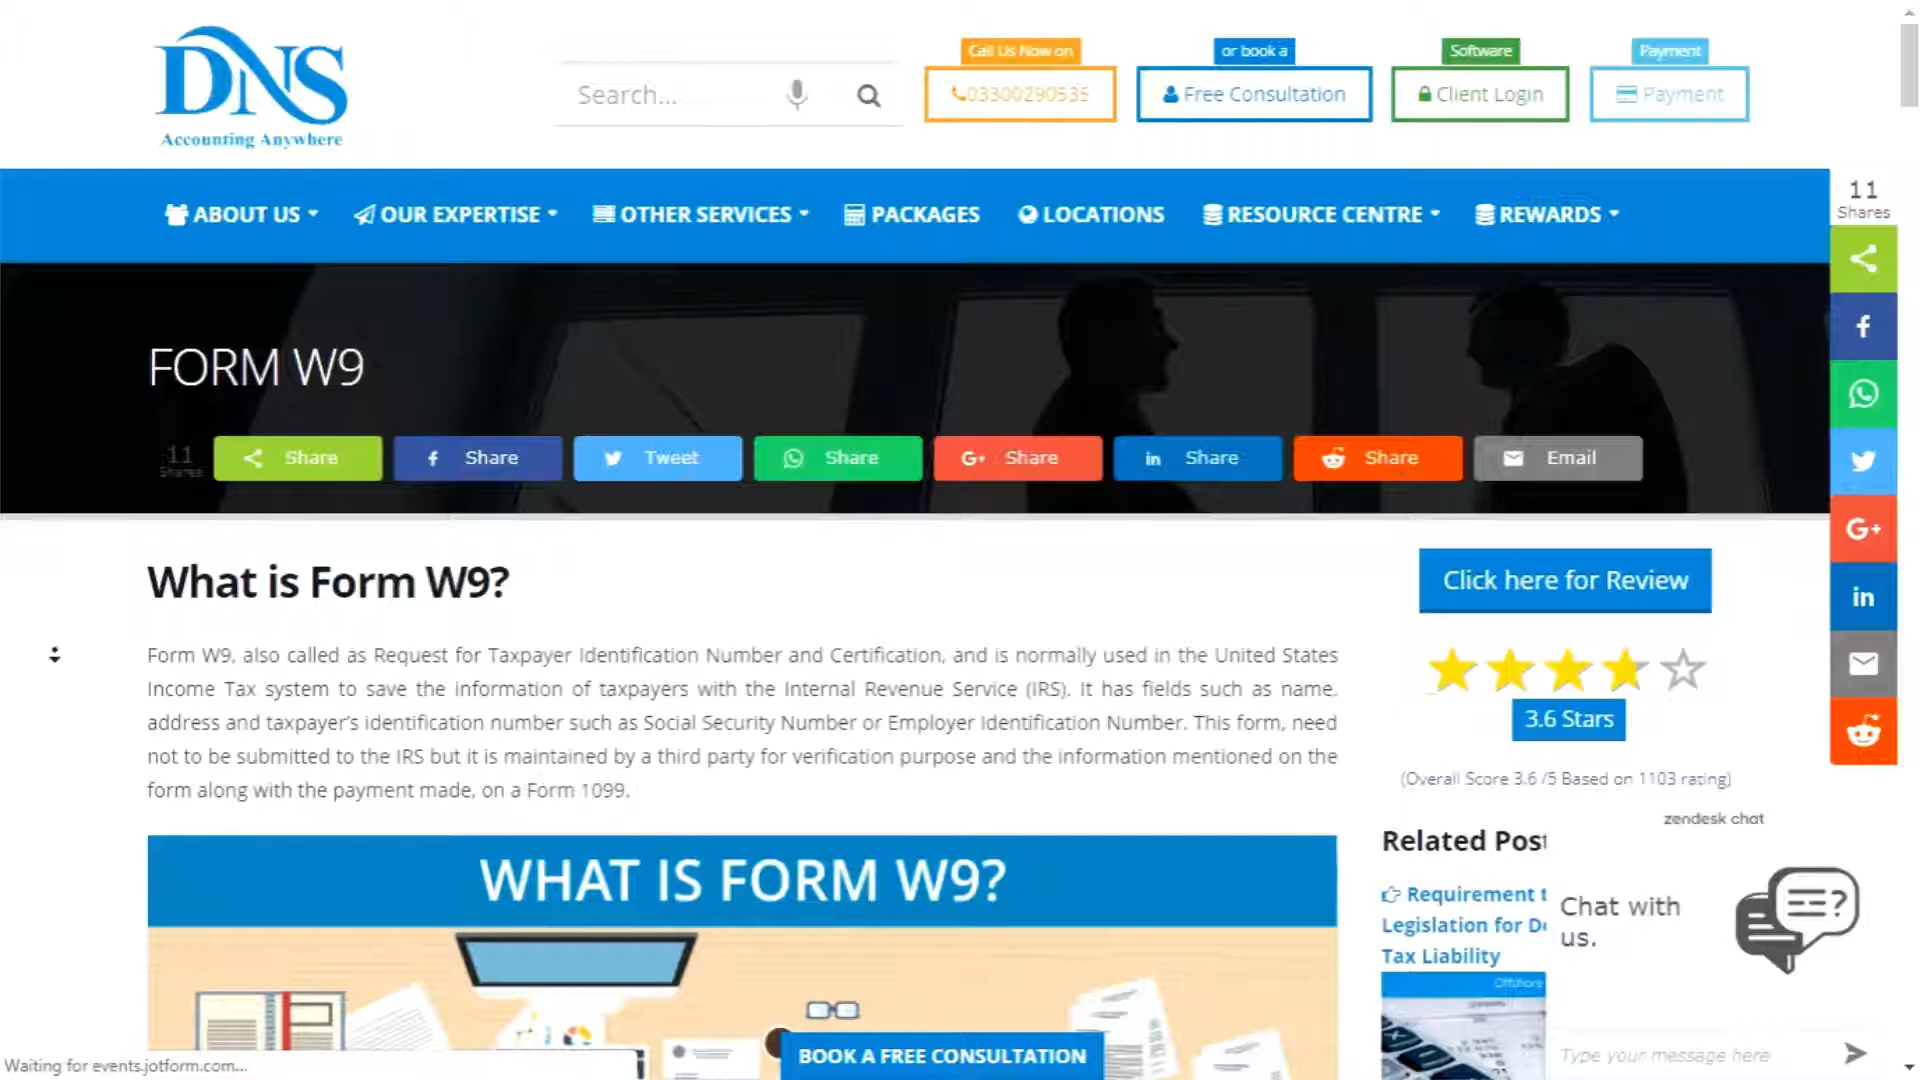 DNS
Accounting Anywhere
Search...
Call Us Now on
03300290535
or book a
Free Consultation
Software
Client Login
Payment
Payment
ABOUT US
OUR EXPERTISE
OTHER SERVICES
PACKAGES
LOCATIONS
RESOURCE CENTRE
REWARDS
11
Shares
FORM W9
11
Shares
Share
Share
Tweet
Share
Share
Share
Share
Email
What is Form W9?
Form W9, also called as Request for Taxpayer Identification Number and Certification, and is normally used in the United States
Income Tax system to save the information of taxpayers with the Internal Revenue Service (IRS). It has fields such as name,
address and taxpayer's identification number such as Social Security Number or Employer Identification Number. This form, need
not to be submitted to the IRS but it is maintained by a third party for verification purpose and the information mentioned on the
form along with the payment made, on a Form 1099.
WHAT IS FORM W9?
BOOK A FREE CONSULTATION
Click here for Review
3.6 Stars
(Overall Score 3.6 /5 Based on 1103 rating)
zendesk chat
Related Post
Requirement t
Legislation for De
Tax Liability
Offshore
Chat with
us.
Type your message here
Waiting for events.jotform.com...